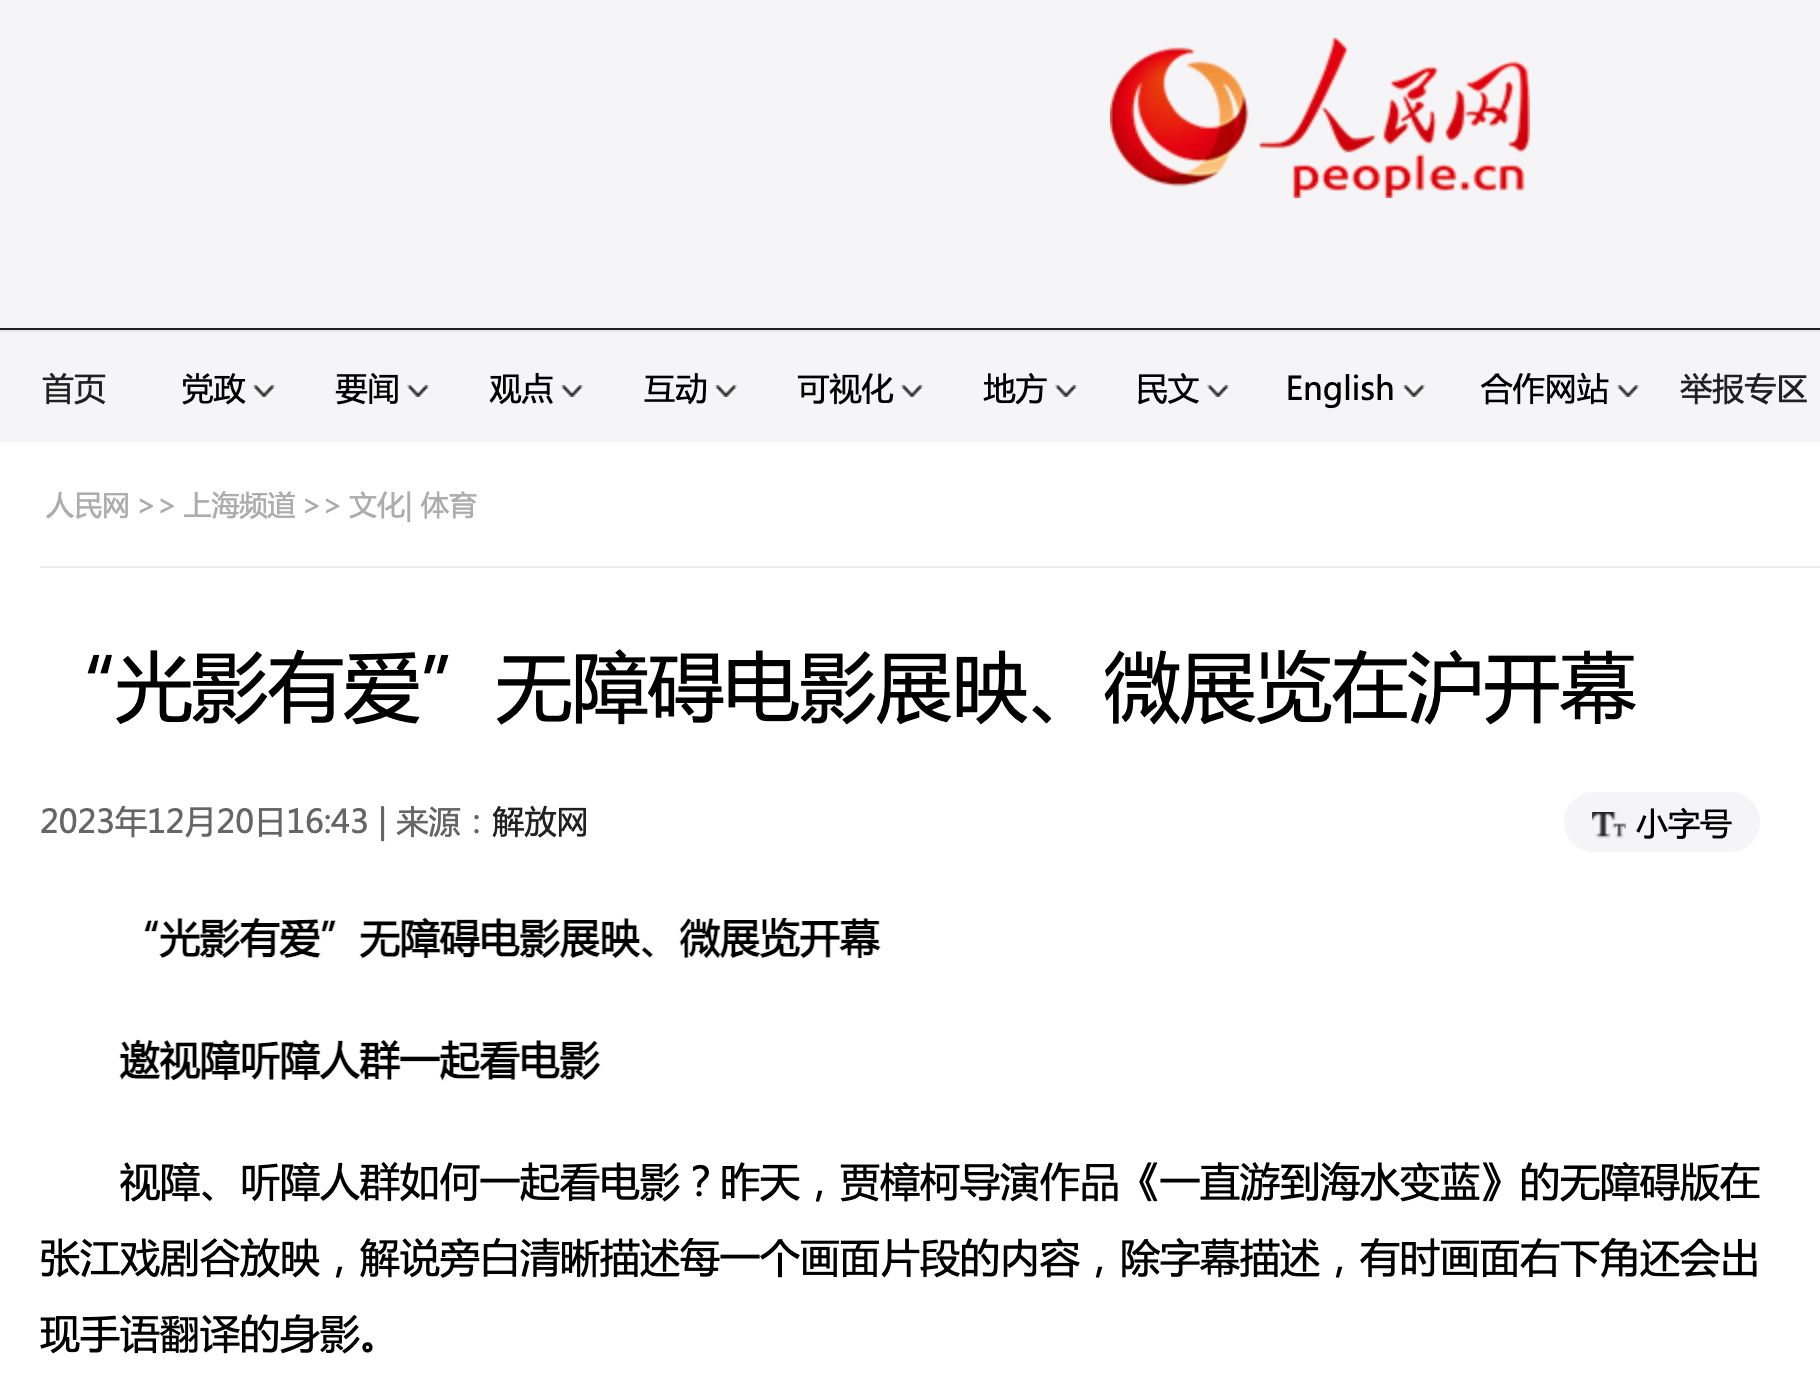 人民网
people.cn
首页 党政 要闻 观点 互动 可视化 地方 民文 English 合作网站 举报专区
人民网 >> 上海频道 >> 文化| 体育
“光影有爱”无障碍电影展映、微展览在沪开幕
2023年12月20日16:43 | 来源：解放网
TT 小字号
“光影有爱”无障碍电影展映、微展览开幕
邀视障听障人群一起看电影
视障、听障人群如何一起看电影？昨天，贾樟柯导演作品《一直游到海水变蓝》的无障碍版在
张江戏剧谷放映，解说旁白清晰描述每一个画面片段的内容，除字幕描述，有时画面右下角还会出
现手语翻译的身影。